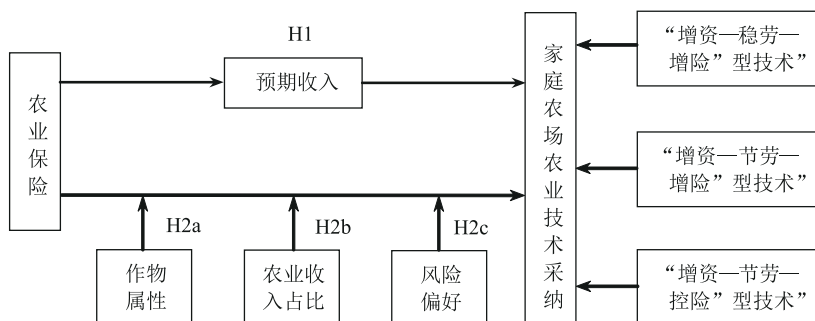 H1
农业保险
预期收入
家庭农场农业技术采纳
“增资—稳劳—
增险”型技术”
“增资—节劳—
增险”型技术”
“增资—节劳—
控险”型技术”
H2a
H2b
H2c
作物
属性
农业收
入占比
风险
偏好